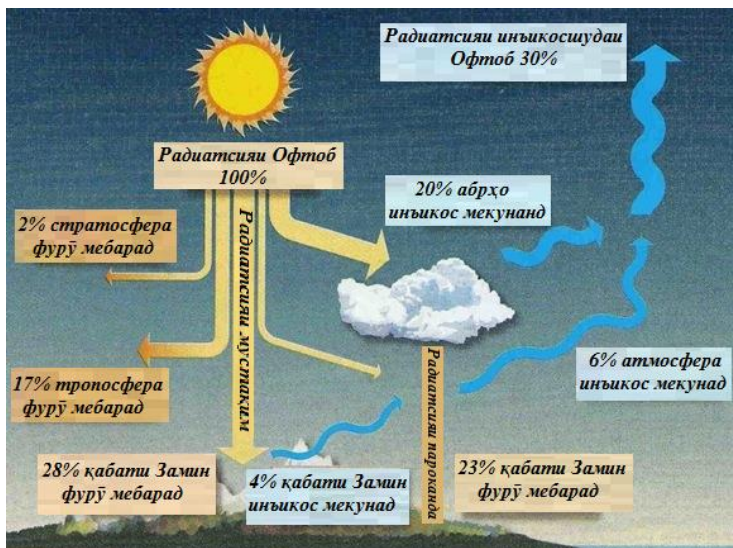 Радиатсияи инъикосшудаи
Офтоб 30%
Радиатсияи Офтоб
100%
20% абрҳо
инъикос мекунанд
2% стратосфера
фурӯ мебарад
Радиатсияи мустақим
17% тропосфера
фурӯ мебарад
Радиатсияи пароканда
6% атмосфера
инъикос мекунад
28% қабати Замин
фурӯ мебарад
4% қабати Замин
инъикос мекунад
23% қабати Замин
фурӯ мебарад